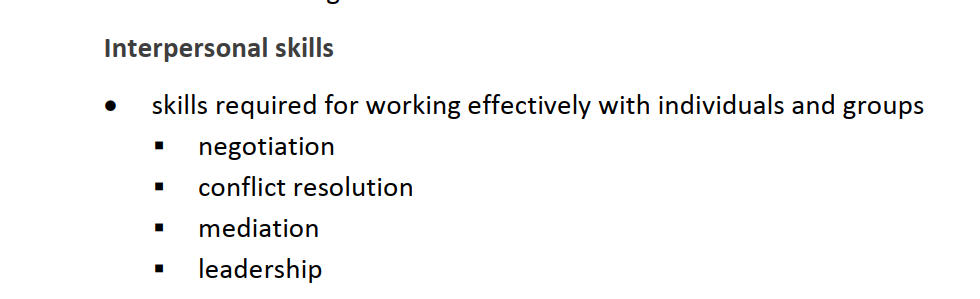 Interpersonal skills
• skills required for working effectively with individuals and groups
▪ negotiation
▪ conflict resolution
▪ mediation
▪ leadership